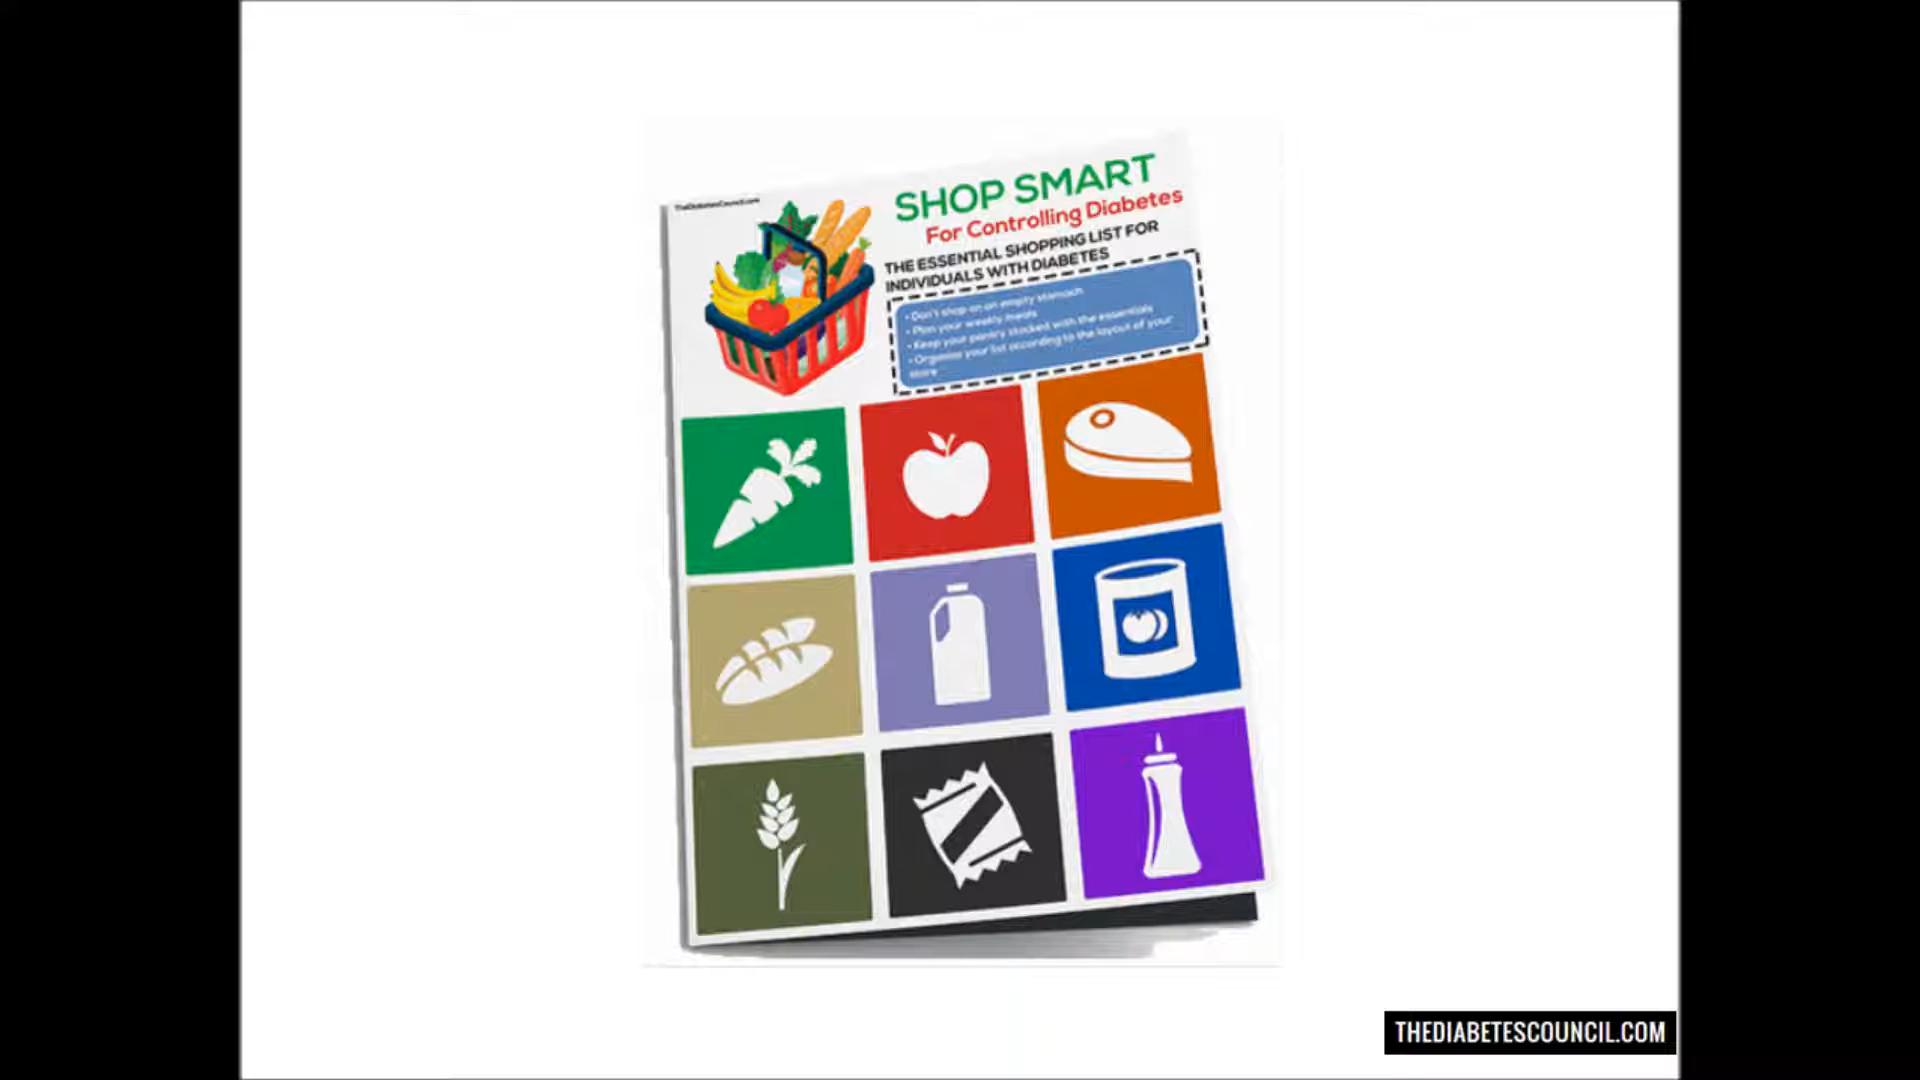 TheDiabetesCouncil.com
SHOP SMART
For Controlling Diabetes
THE ESSENTIAL SHOPPING LIST FOR
INDIVIDUALS WITH DIABETES
• Don't shop on an empty stomach
• Plan your weekly meals
• Keep your pantry stocked with the essentials
• Organize your list according to the layout of your
store
THEDIABETESCOUNCIL.COM